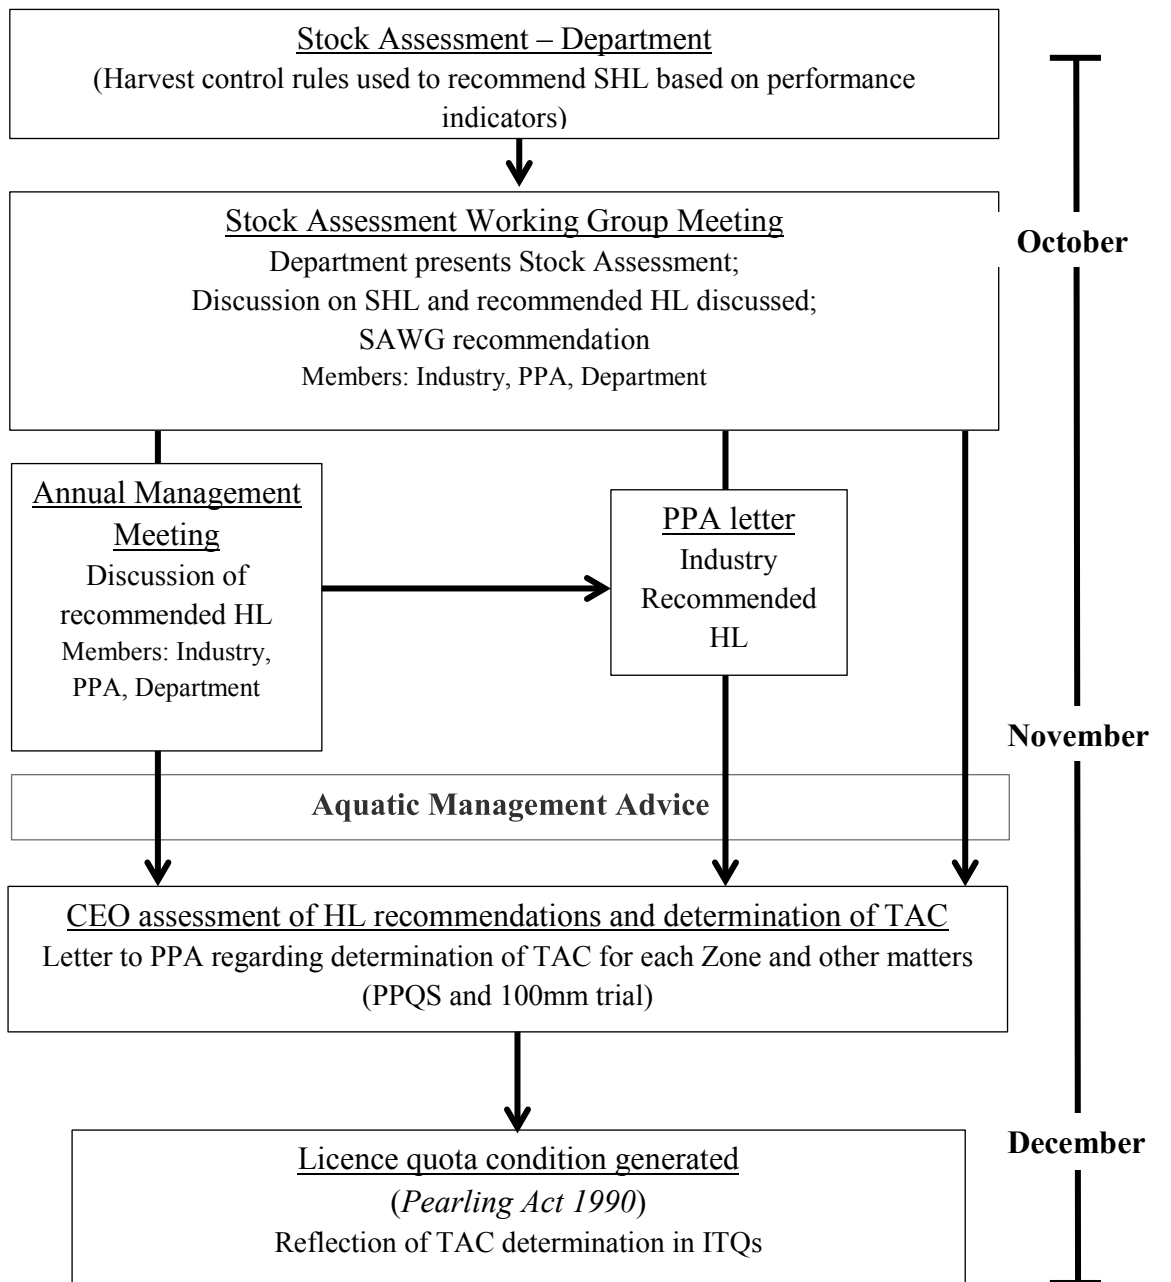 Stock Assessment – Department
(Harvest control rules used to recommend SHL based on performance
indicators)
Stock Assessment Working Group Meeting
Department presents Stock Assessment;
Discussion on SHL and recommended HL discussed;
SAWG recommendation
Members: Industry, PPA, Department
October
Annual Management
Meeting
Discussion of
recommended HL
Members: Industry,
PPA, Department
PPA letter
Industry
Recommended
HL
November
Aquatic Management Advice
CEO assessment of HL recommendations and determination of TAC
Letter to PPA regarding determination of TAC for each Zone and other matters
(PPQS and 100mm trial)
December
Licence quota condition generated
(Pearling Act 1990)
Reflection of TAC determination in ITQs